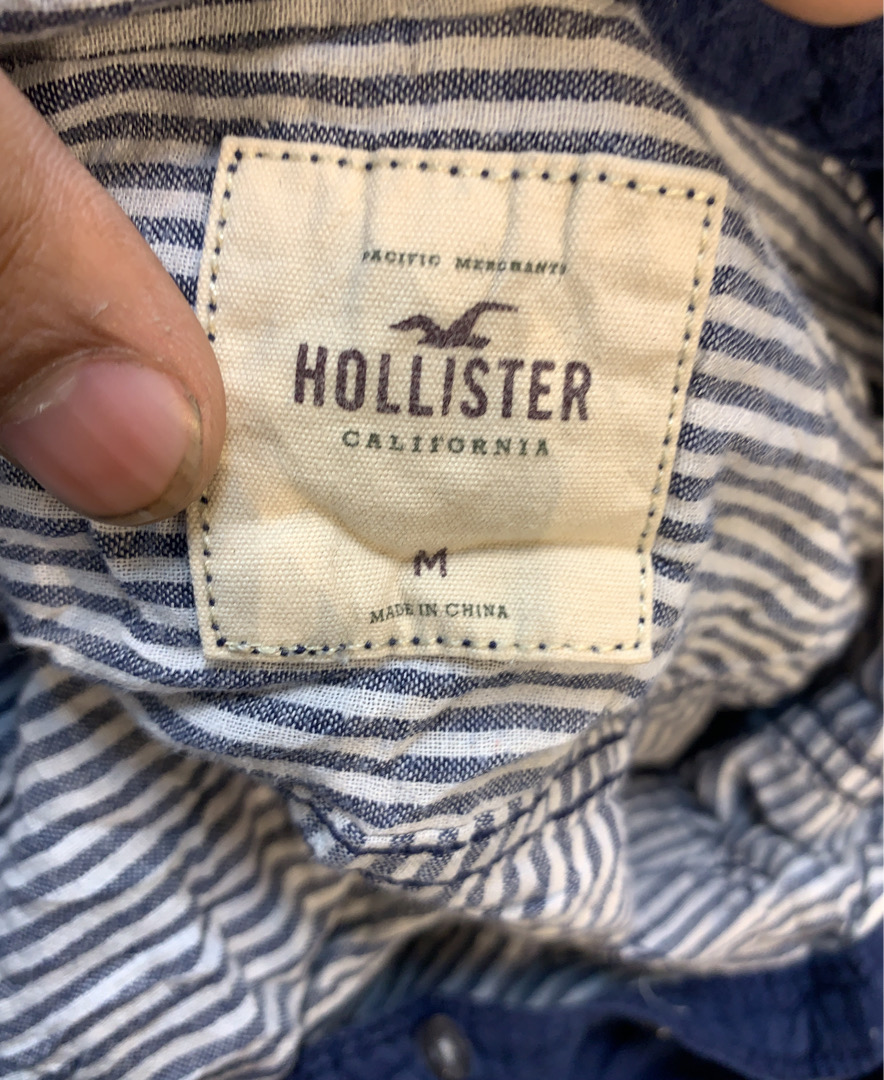 PACIFIC MERCHANTS
HOLLISTER
CALIFORNIA
M
MADE IN CHINA